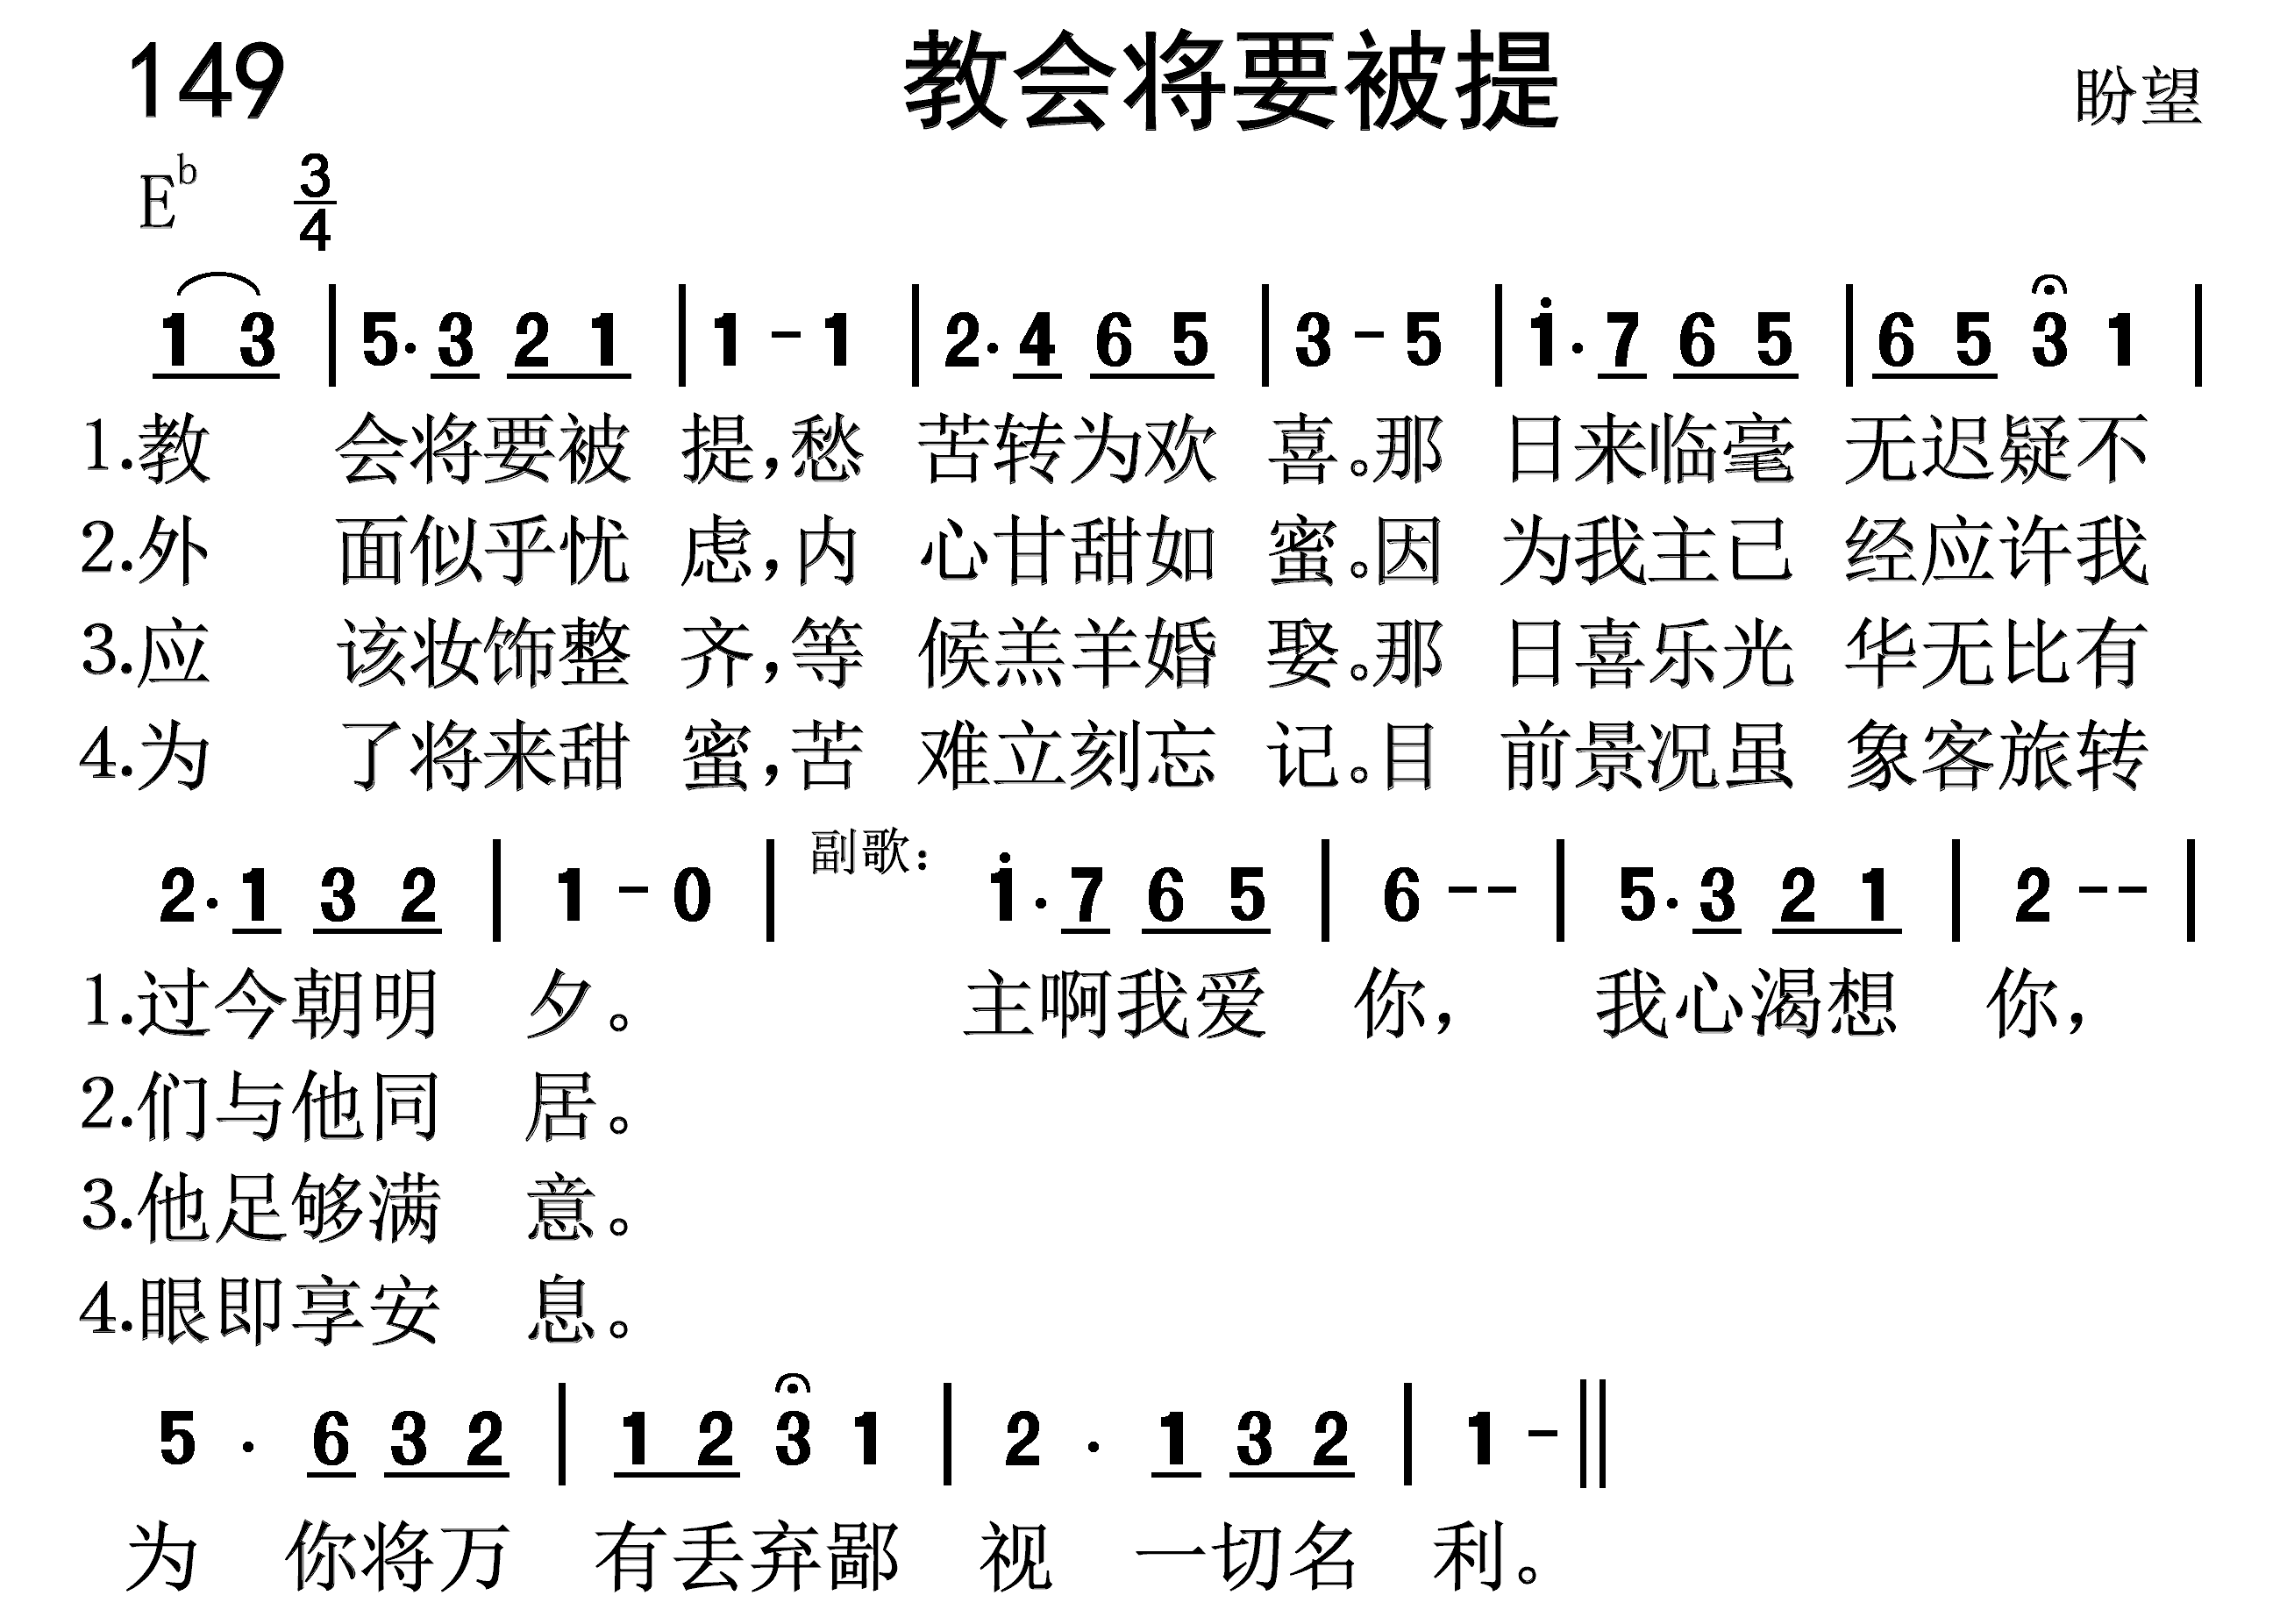 149 教会将要被提 盼望
E♭ 3/4
1 3 | 5· 3 2 1 | 1 - 1 | 2· 4 6 5 | 3 - 5 | i· 7 6 5 | 6 5 3 1 |
1.教 会将要被 提，愁 苦转为欢 喜。那 日来临毫 无迟疑不
2.外 面似乎忧 虑，内 心甘甜如 蜜。因 为我主已 经应许我
3.应 该妆饰整 齐，等 候羔羊婚 娶。那 日喜乐光 华无比有
4.为 了将来甜 蜜，苦 难立刻忘 记。目 前景况虽 象客旅转
2· 1 3 2 | 1 - 0 | 副歌： i· 7 6 5 | 6 - - | 5· 3 2 1 | 2 - - |
1.过今朝明 夕。 主啊我爱 你， 我心渴想 你，
2.们与他同 居。
3.他足够满 意。
4.眼即享安 息。
5 · 6 3 2 | 1 2 3 1 | 2 · 1 3 2 | 1 - ‖
为 你将万 有丢弃鄙 视 一切名 利。